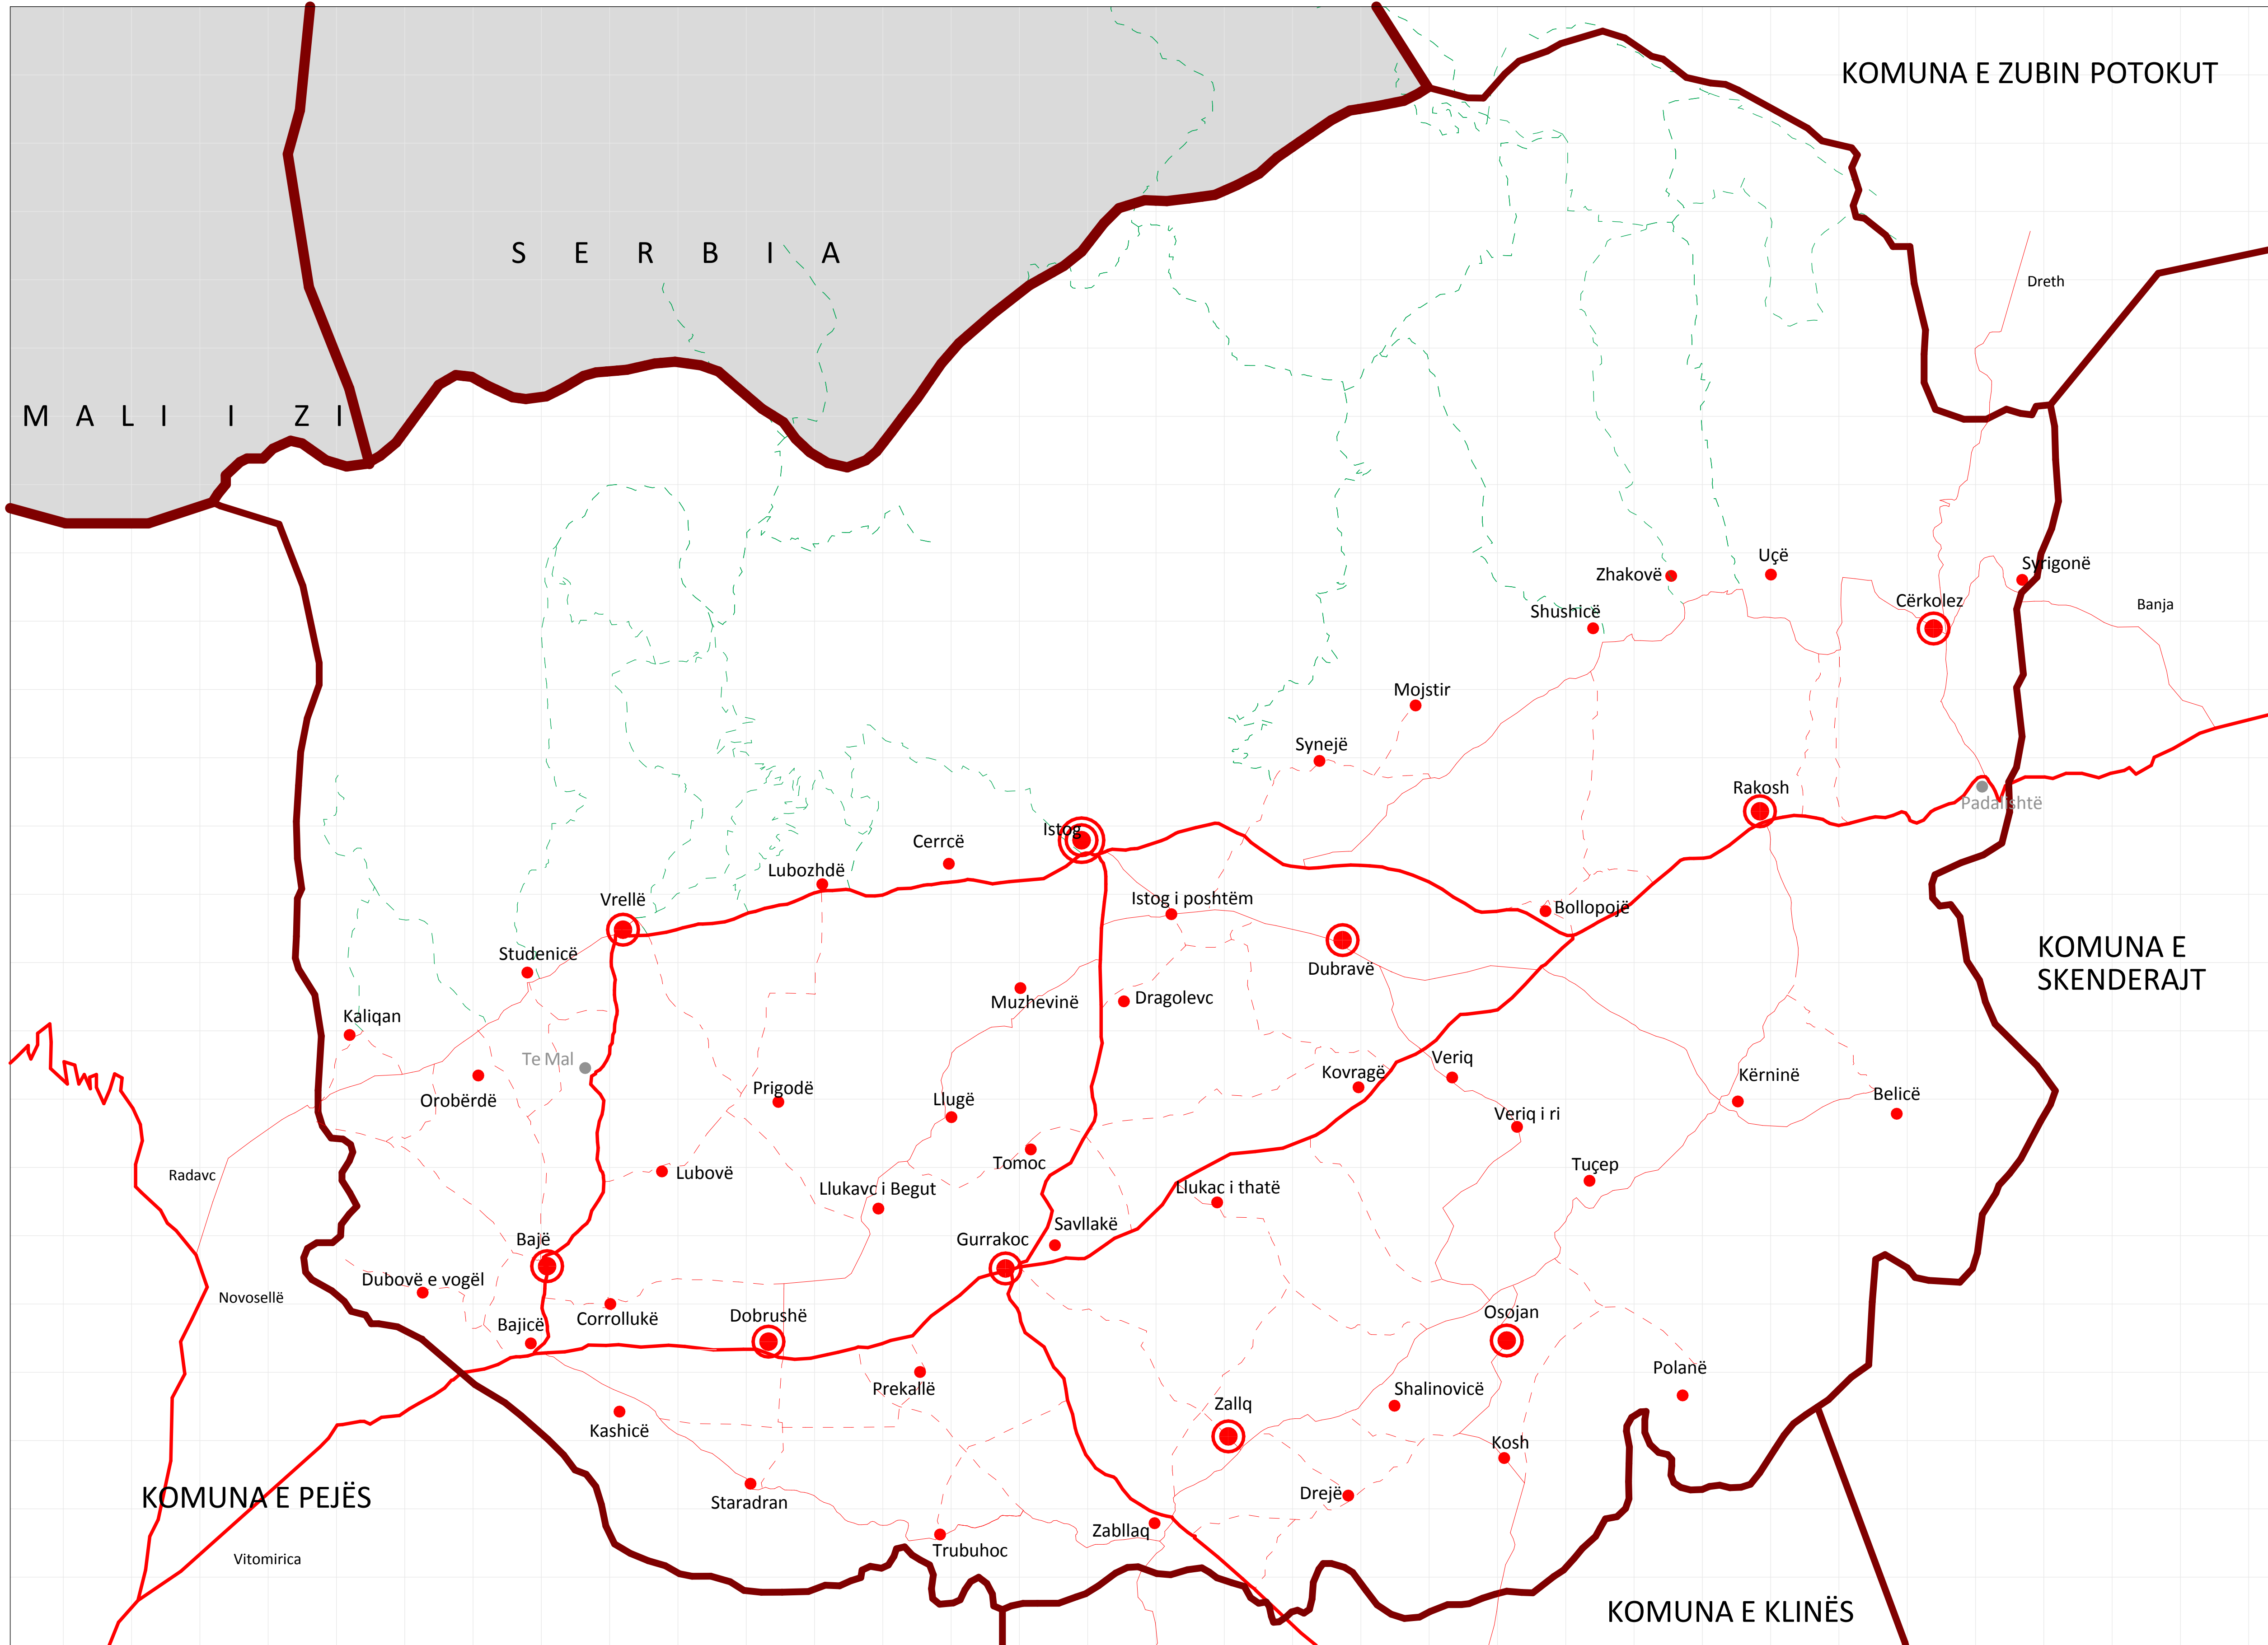 KOMUNA E ZUBIN POTOKUT
S E R B I A
Dreth
M A L I I Z I
Uçë
Syrigonë
Zhakovë
Cërkolez
Banja
Shushicë
Mojstir
Synejë
Rakosh
Padalishtë
Istog
Cerrcë
Lubozhdë
Vrellë
Istog i poshtëm
Bollopojë
KOMUNA E
SKENDERAJT
Studenicë
Dubravë
Muzhevinë
Dragolevc
Kaliqan
Te Mal
Veriq
Kovragë
Kërninë
Prigodë
Belicë
Orobërdë
Llugë
Veriq i ri
Tomoc
Tuçep
Radavc
Lubovë
Llukavc i Begut
Llukac i thatë
Savllakë
Bajë
Gurrakoc
Dubovë e vogël
Novosellë
Corrollukë
Dobrushë
Osojan
Bajicë
Polanë
Prekallë
Shalinovicë
Zallq
Kashicë
Kosh
Drejë
KOMUNA E PEJËS
Staradran
Zabllaq
Trubuhoc
Vitomirica
KOMUNA E KLINËS